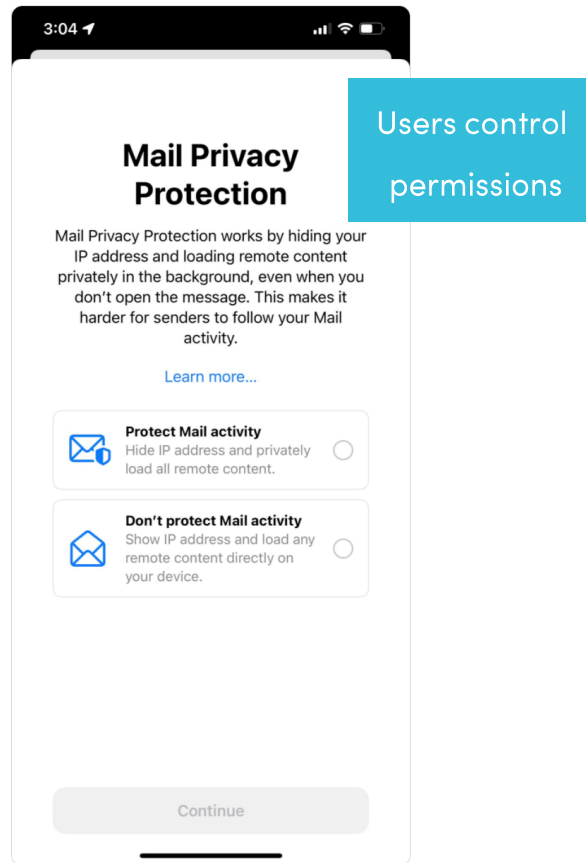 3:04
Users control
permissions
Mail Privacy
Protection
Mail Privacy Protection works by hiding your
IP address and loading remote content
privately in the background, even when you
don’t open the message. This makes it
harder for senders to follow your Mail
activity.
Learn more...
Protect Mail activity
Hide IP address and privately
load all remote content.
Don’t protect Mail activity
Show IP address and load any
remote content directly on
your device.
Continue